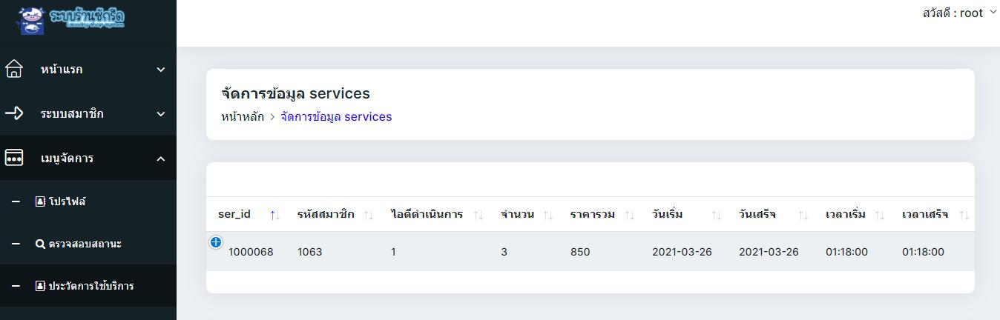 ระบบร้านซักรีด
สวัสดี : root
หน้าแรก
ระบบสมาชิก
เมนูจัดการ
โปรไฟล์
ตรวจสอบสถานะ
ประวัตการใช้บริการ
จัดการข้อมูล services
หน้าหลัก > จัดการข้อมูล services
ser_id รหัสสมาชิก ไอดีดำเนินการ จำนวน ราคารวม วันเริ่ม วันเสร็จ เวลาเริ่ม เวลาเสร็จ
1000068 1063 1 3 850 2021-03-26 2021-03-26 01:18:00 01:18:00